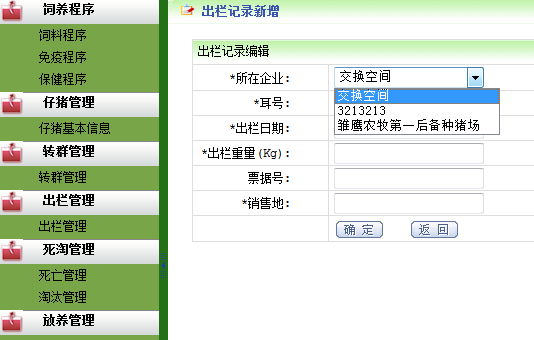 饲养程序
饲料程序
免疫程序
保健程序
仔猪管理
仔猪基本信息
转群管理
转群管理
出栏管理
出栏管理
死淘管理
死亡管理
淘汰管理
放养管理
出栏记录新增
出栏记录编辑
*所在企业： 交换空间
交换空间
3213213
雏鹰农牧第一后备种猪场
*耳号：
*出栏日期：
*出栏重量(Kg)：
票据号：
*销售地：
确 定 返 回